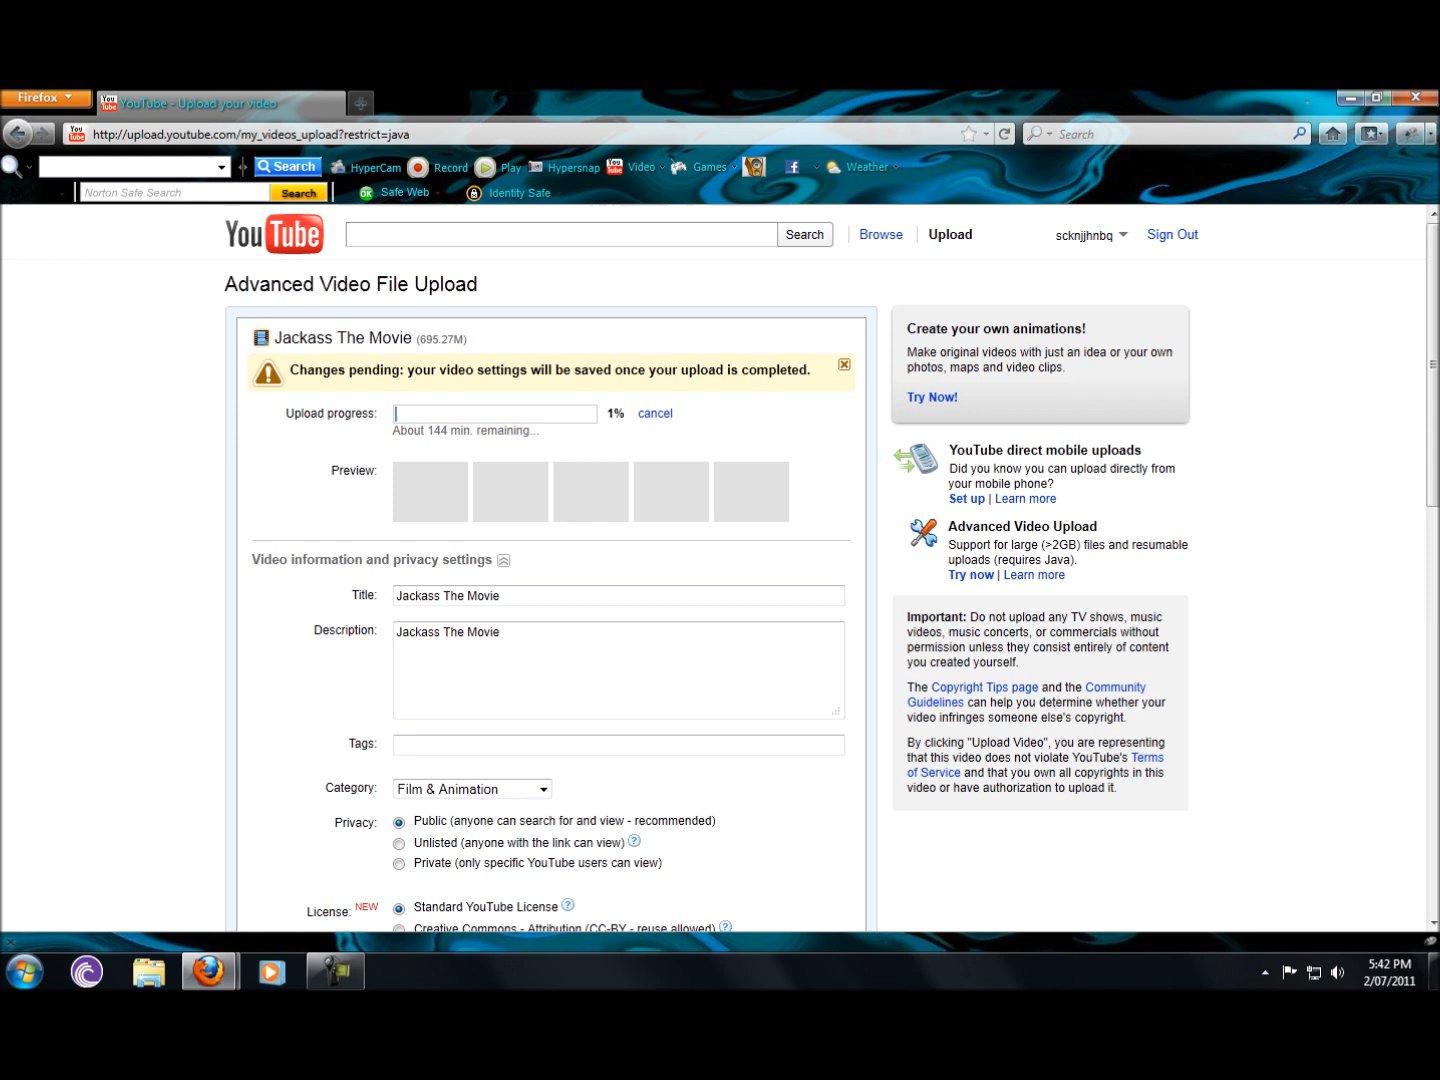 Firefox
YouTube - Upload your video
http://upload.youtube.com/my_videos_upload?restrict=java
Search
Search
HyperCam
Record
Play
Hypersnap
Video
Games
Weather
Norton Safe Search
Search
OK
Safe Web
Identity Safe
YouTube
Search
Browse
Upload
scknjjhnbq
Sign Out
Advanced Video File Upload
Jackass The Movie (695.27M)
Changes pending: your video settings will be saved once your upload is completed.
Upload progress:
1%
cancel
About 144 min. remaining...
Preview:
Video information and privacy settings
Title:
Jackass The Movie
Description:
Jackass The Movie
Tags:
Category:
Film & Animation
Privacy:
Public (anyone can search for and view - recommended)
Unlisted (anyone with the link can view)
Private (only specific YouTube users can view)
License: NEW
Standard YouTube License
Creative Commons - Attribution (CC-BY - reuse allowed)
Create your own animations!
Make original videos with just an idea or your own
photos, maps and video clips.
Try Now!
YouTube direct mobile uploads
Did you know you can upload directly from
your mobile phone?
Set up | Learn more
Advanced Video Upload
Support for large (>2GB) files and resumable
uploads (requires Java).
Try now | Learn more
Important: Do not upload any TV shows, music
videos, music concerts, or commercials without
permission unless they consist entirely of content
you created yourself.
The Copyright Tips page and the Community
Guidelines can help you determine whether your
video infringes someone else's copyright.
By clicking "Upload Video", you are representing
that this video does not violate YouTube's Terms
of Service and that you own all copyrights in this
video or have authorization to upload it.
5:42 PM
2/07/2011